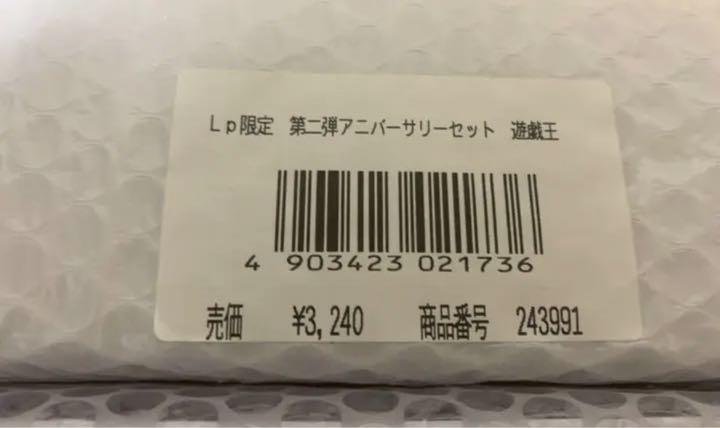 Lp限定 第二弾アニバーサリーセット 遊戯王
4 903423 021736
売価 ¥3,240 商品番号 243991